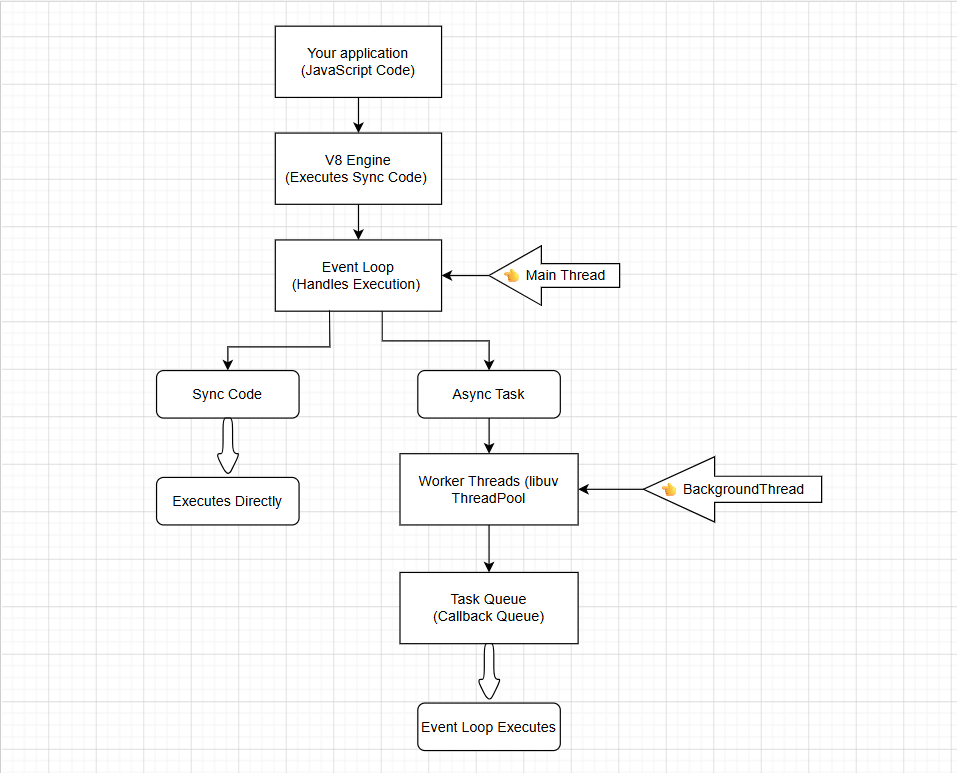 Your application
(JavaScript Code)
V8 Engine
(Executes Sync Code)
Event Loop
(Handles Execution)
👈 Main Thread
Sync Code
Async Task
Executes Directly
Worker Threads (libuv
ThreadPool
👈 BackgroundThread
Task Queue
(Callback Queue)
Event Loop Executes